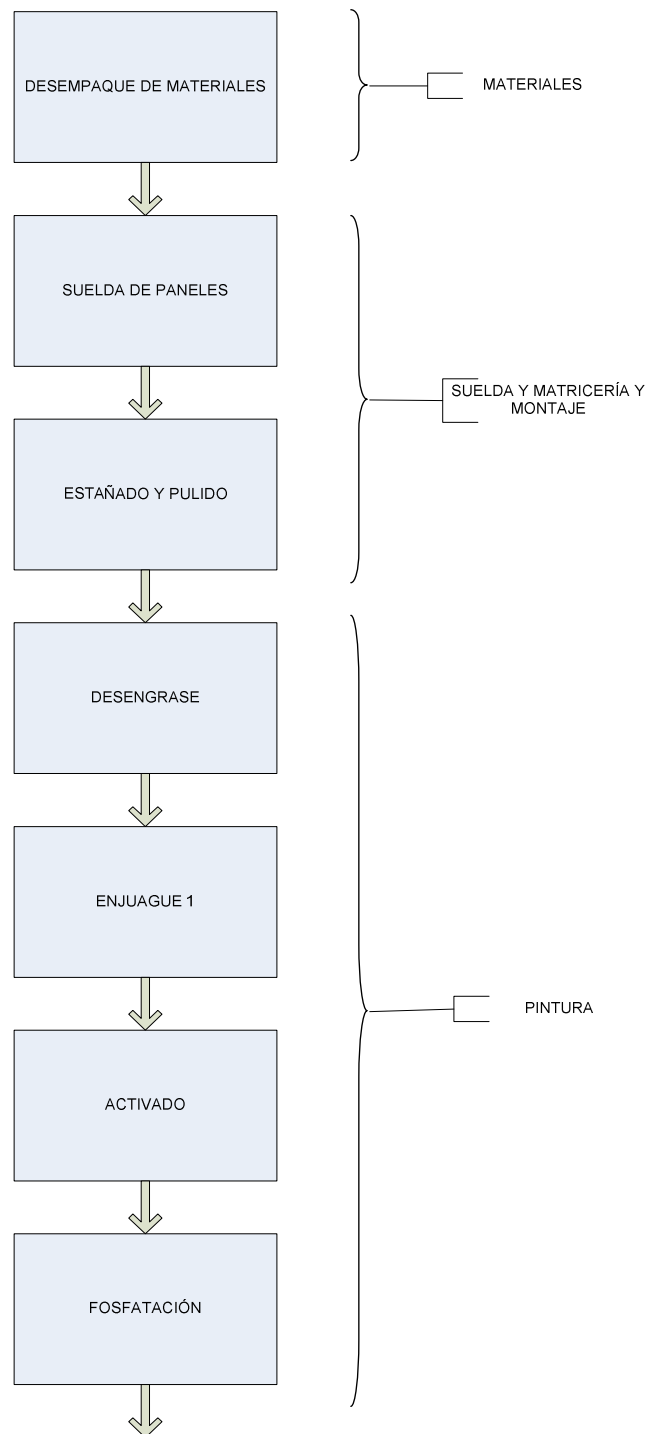 DESEMPAQUE DE MATERIALES
MATERIALES
SUELDA DE PANELES
SUELDA Y MATRICERÍA Y
MONTAJE
ESTAÑADO Y PULIDO
DESENGRASE
ENJUAGUE 1
PINTURA
ACTIVADO
FOSFATACIÓN